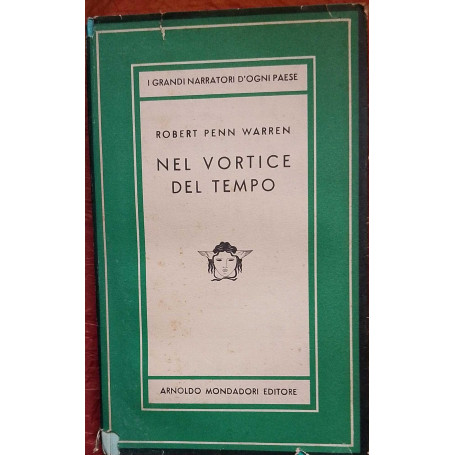 I GRANDI NARRATORI D'OGNI PAESE
ROBERT PENN WARREN
NEL VORTICE
DEL TEMPO
ARNOLDO MONDADORI EDITORE